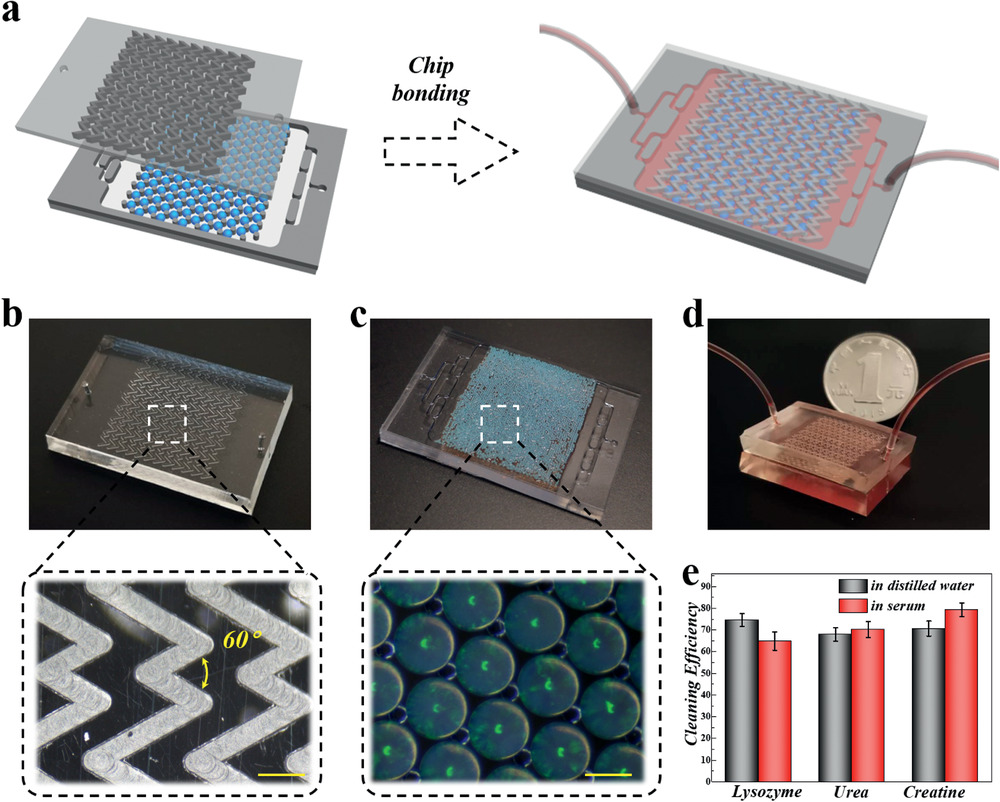 a
Chip
bonding
b
c
d
1
60°
e
in distilled water
in serum
Cleaning Efficiency
90
80
70
60
50
40
30
20
10
0
Lysozyme Urea Creatine